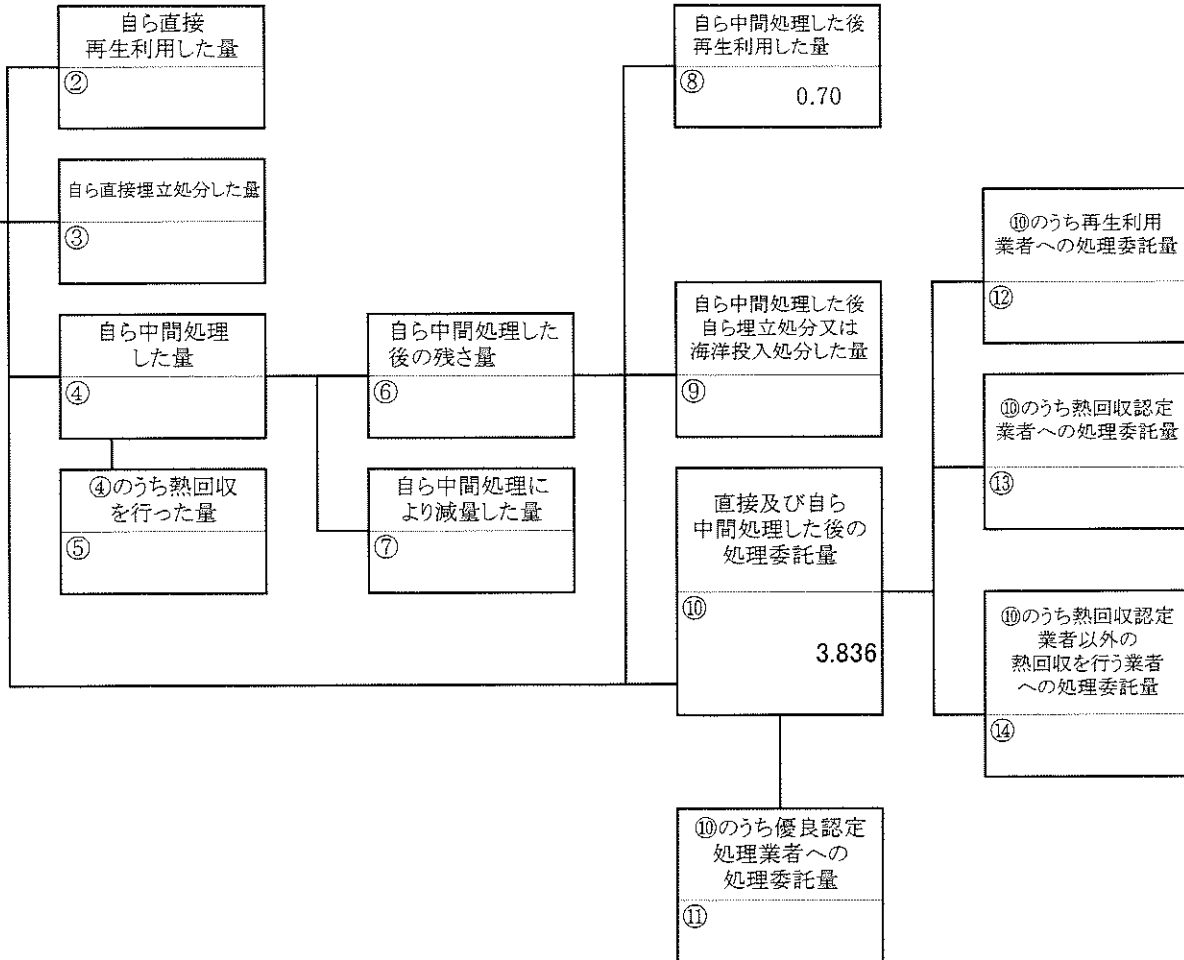 自ら直接
再生利用した量
②
自ら直接埋立処分した量
③
自ら中間処理
した量
④
④のうち熱回収
を行った量
⑤
自ら中間処理した
後の残さ量
⑥
自ら中間処理に
より減量した量
⑦
自ら中間処理した後
再生利用した量
⑧
0.70
自ら中間処理した後
自ら埋立処分又は
海洋投入処分した量
⑨
直接及び自ら
中間処理した後の
処理委託量
⑩
3.836
⑩のうち優良認定
処理業者への
処理委託量
⑪
⑩のうち再生利用
業者への処理委託量
⑫
⑩のうち熱回収認定
業者への処理委託量
⑬
⑩のうち熱回収認定
業者以外の
熱回収を行う業者
への処理委託量
⑭